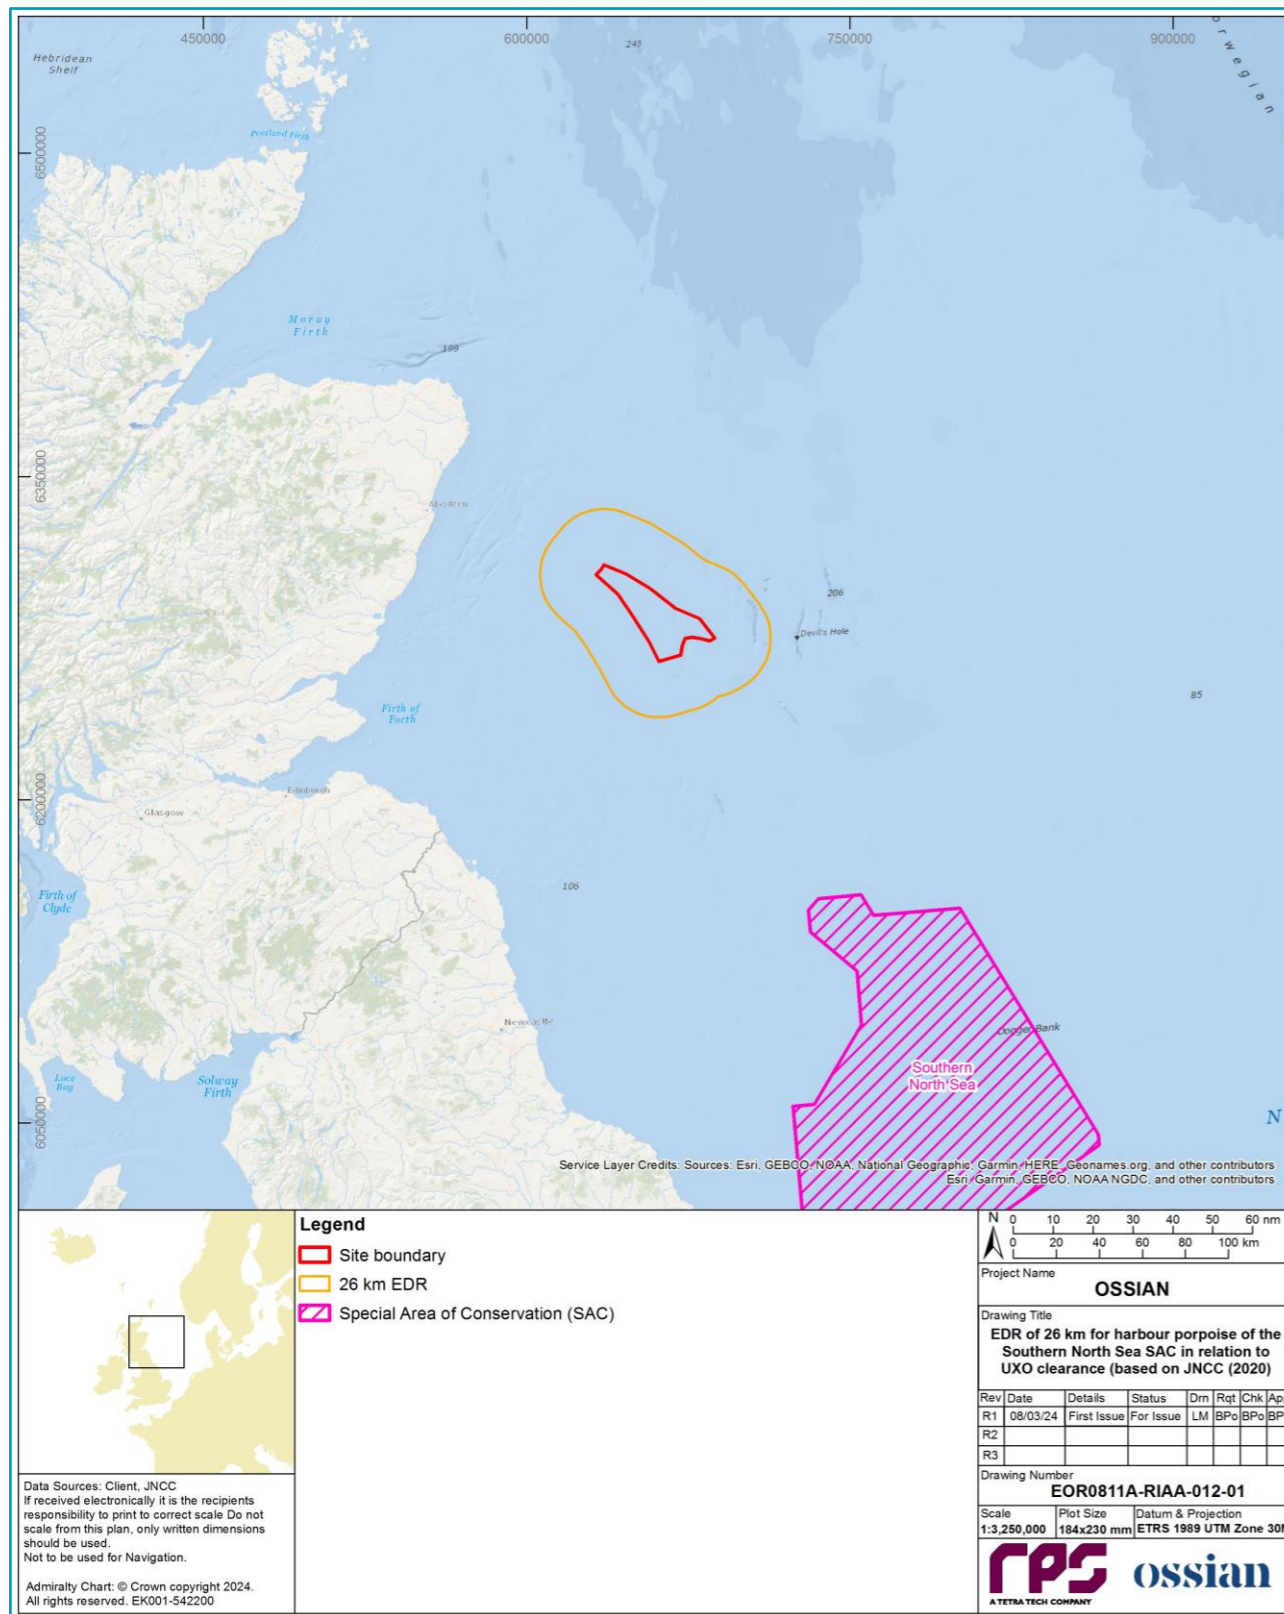 450000
600000
750000
900000
Hebridean
Shelf
243
orwegian
Pentland Firth
6500000
Moray
Firth
199
6350000
Aberdeen
206
Devil's Hole
85
Firth of
Forth
6200000
Edinburgh
Glasgow
106
Firth of
Clyde
Newcastle
Dogger Bank
Luce
Bay
Solway
Firth
Southern
North Sea
6050000
N
Service Layer Credits: Sources: Esri, GEBCO, NOAA, National Geographic, Garmin, HERE, Geonames.org, and other contributors
Esri, Garmin, GEBCO, NOAA NGDC, and other contributors
Legend
Site boundary
26 km EDR
Special Area of Conservation (SAC)
N
0 10 20 30 40 50 60 nm
0 20 40 60 80 100 km
Project Name
OSSIAN
Drawing Title
EDR of 26 km for harbour porpoise of the
Southern North Sea SAC in relation to
UXO clearance (based on JNCC (2020)
Rev Date Details Status Drn Rqt Chk Ap
R1 08/03/24 First Issue For Issue LM BPo BPo BP
R2
R3
Drawing Number
EOR0811A-RIAA-012-01
Scale Plot Size Datum & Projection
1:3,250,000 184x230 mm ETRS 1989 UTM Zone 30N
Data Sources: Client, JNCC
If received electronically it is the recipients
responsibility to print to correct scale Do not
scale from this plan, only written dimensions
should be used.
Not to be used for Navigation.
Admiralty Chart: © Crown copyright 2024.
All rights reserved. EK001-542200
rps
A TETRA TECH COMPANY
ossian